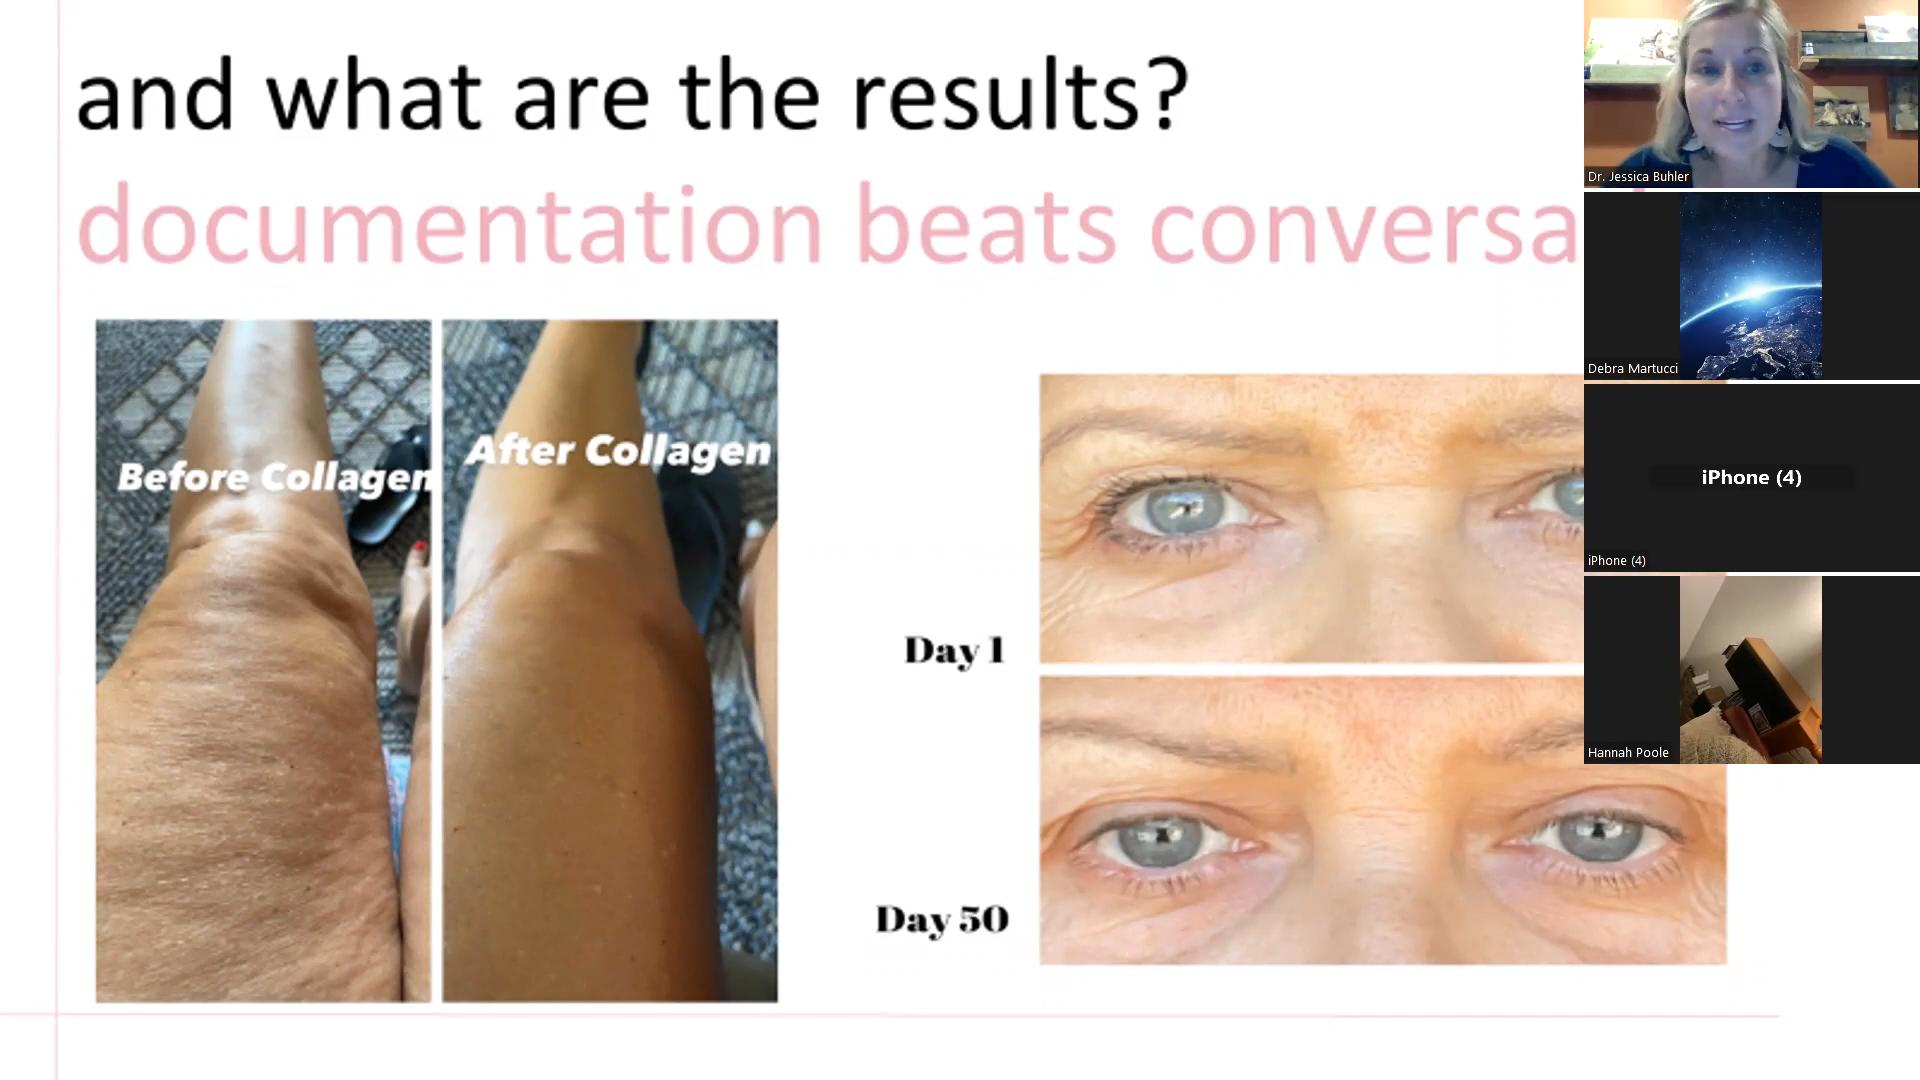 and what are the results?
documentation beats conversa
Before Collagen
After Collagen
Day 1
Day 50
Dr. Jessica Buhler
Debra Martucci
iPhone (4)
iPhone (4)
Hannah Poole